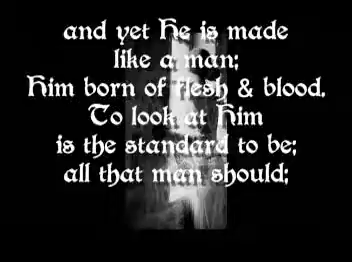 and yet He is made
like a man;
Him born of flesh & blood.
To look at Him
is the standard to be;
all that man should;